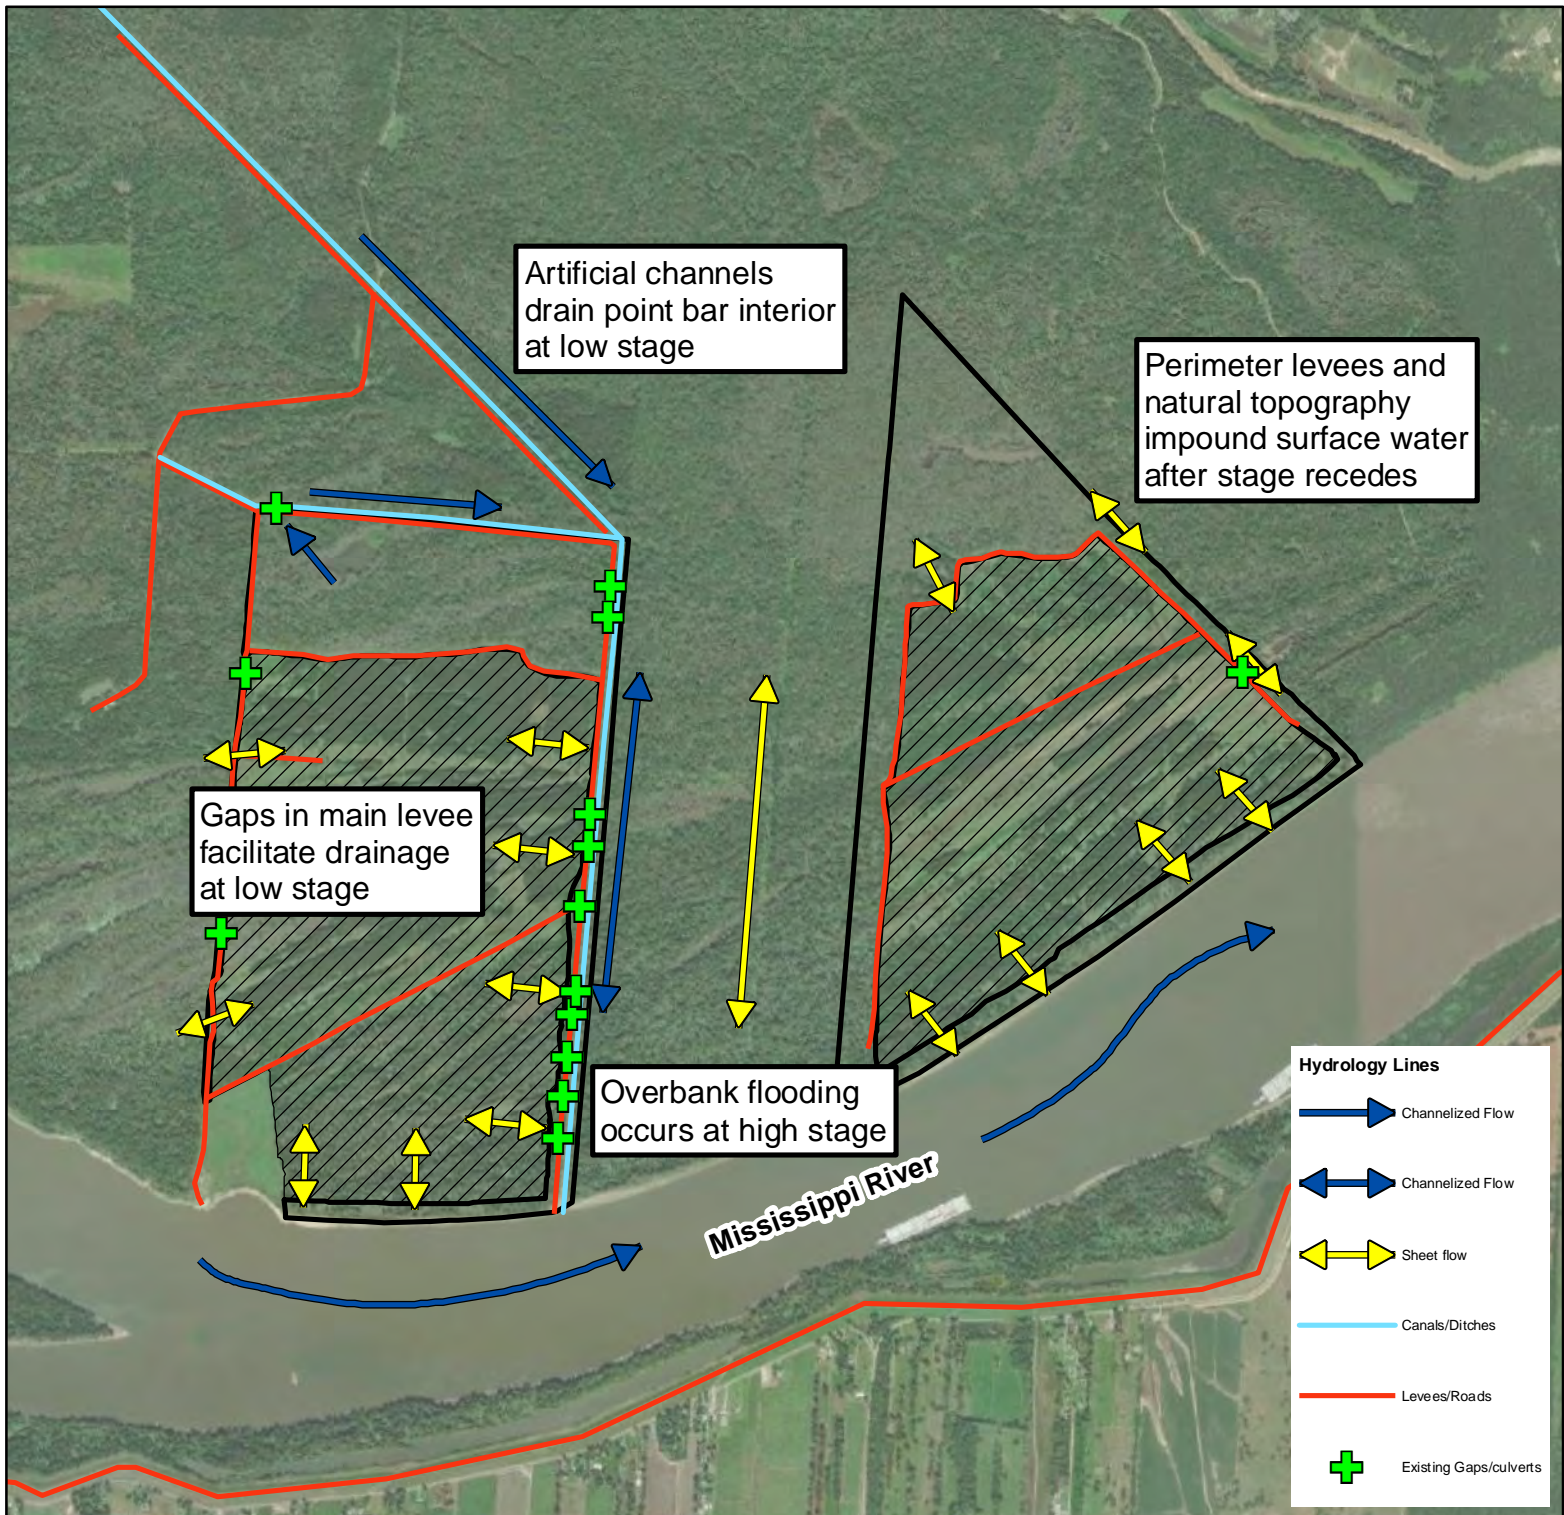 Artificial channels
drain point bar interior
at low stage
Perimeter levees and
natural topography
impound surface water
after stage recedes
Gaps in main levee
facilitate drainage
at low stage
Overbank flooding
occurs at high stage
Mississippi River
Hydrology Lines
Channelized Flow
Channelized Flow
Sheet flow
Canals/Ditches
Levees/Roads
Existing Gaps/culverts